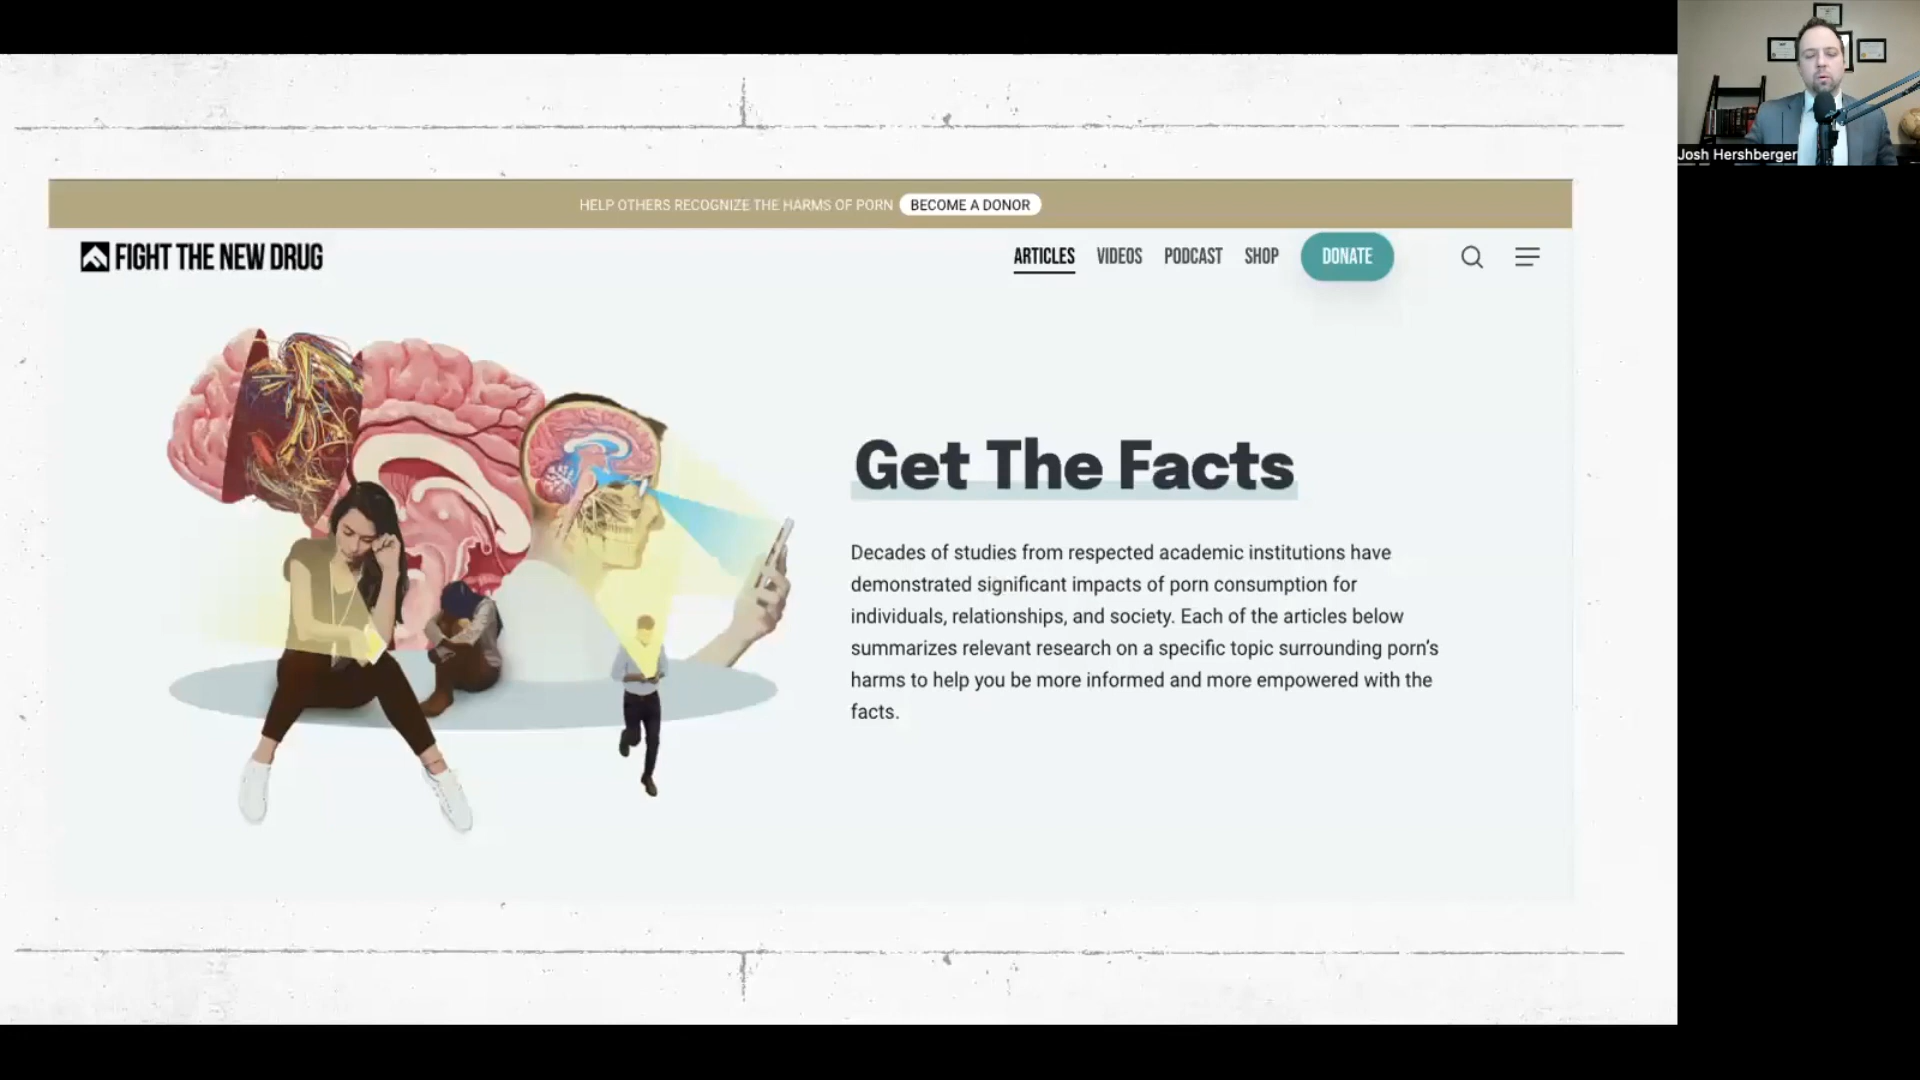 HELP OTHERS RECOGNIZE THE HARMS OF PORN BECOME A DONOR
FIGHT THE NEW DRUG
ARTICLES VIDEOS PODCAST SHOP DONATE
Get The Facts
Decades of studies from respected academic institutions have
demonstrated significant impacts of porn consumption for
individuals, relationships, and society. Each of the articles below
summarizes relevant research on a specific topic surrounding porn's
harms to help you be more informed and more empowered with the
facts.
Josh Hershberger